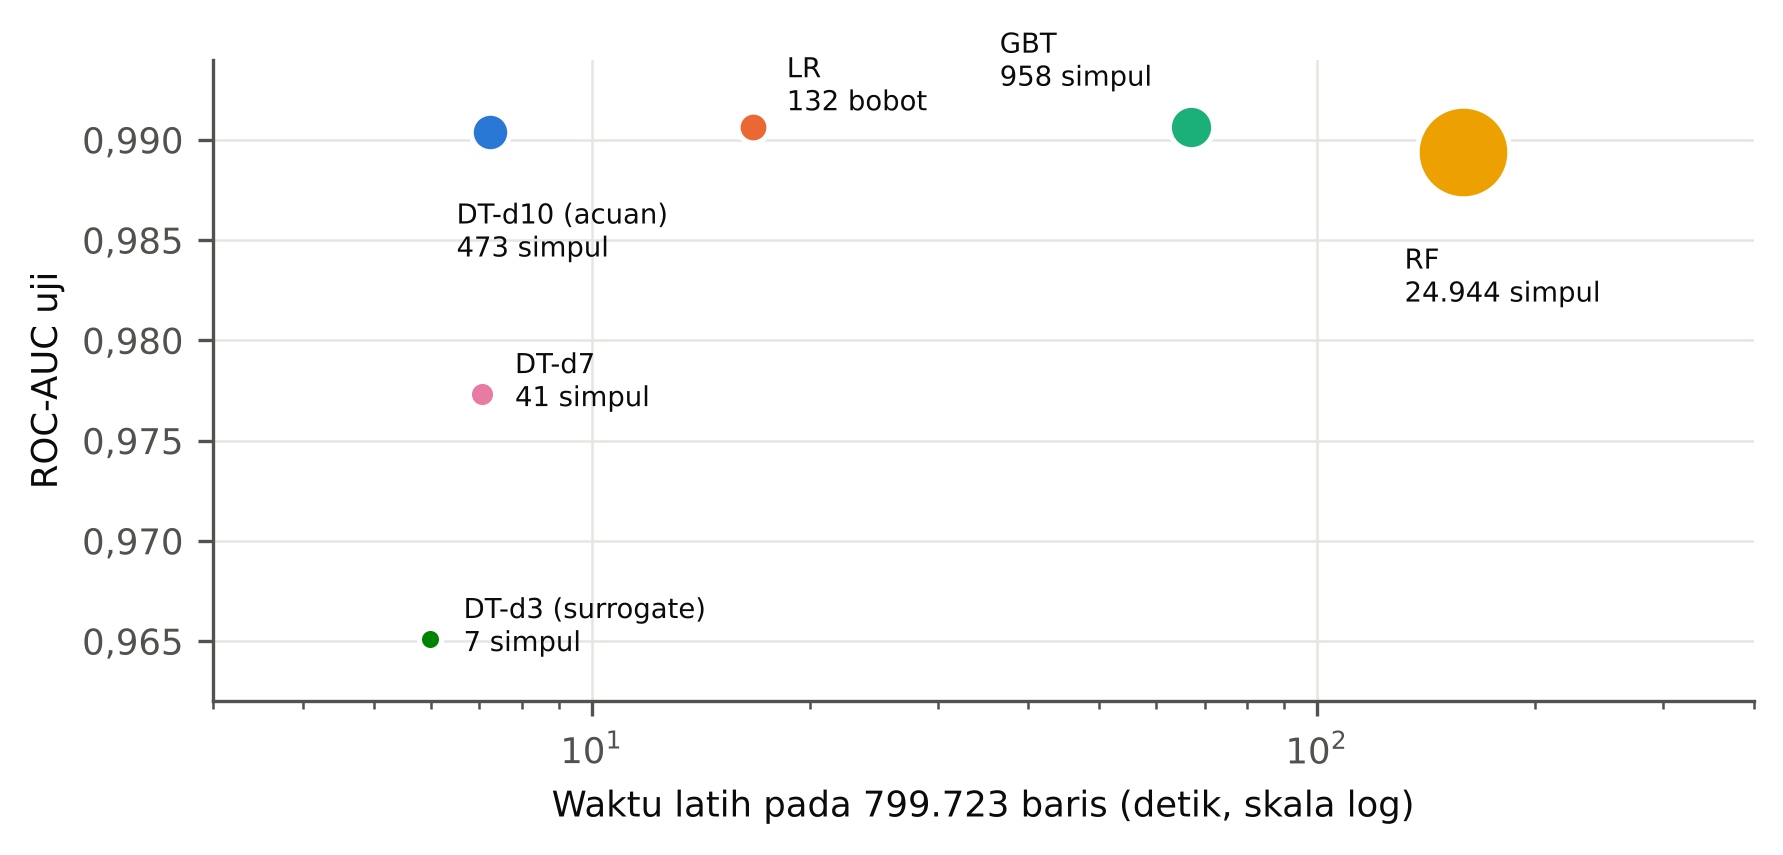 GBT
958 simpul
LR
132 bobot
DT-d10 (acuan)
473 simpul
RF
24.944 simpul
DT-d7
41 simpul
DT-d3 (surrogate)
7 simpul
ROC-AUC uji
0,990
0,985
0,980
0,975
0,970
0,965
10¹
10²
Waktu latih pada 799.723 baris (detik, skala log)